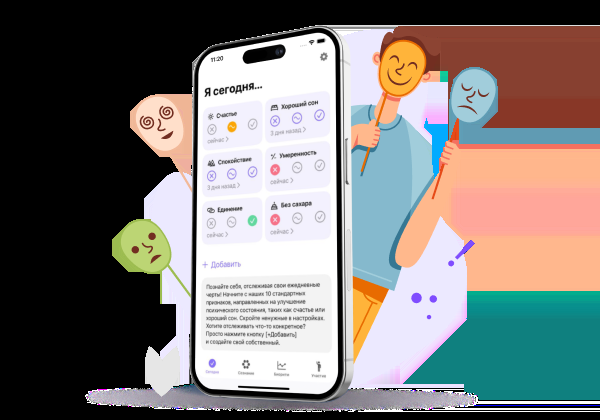 11:20
Я сегодня...
Счастье
сейчас >
Хороший сон
3 дня назад >
Спокойствие
3 дня назад >
Умеренность
сейчас >
Единение
сейчас >
Без сахара
сейчас >
+ Добавить
Познайте себя, отслеживая свои ежедневные
черты! Начните с наших 10 стандартных
признаков, направленных на улучшение
психического состояния, таких как счастье или
хороший сон. Скройте ненужные в настройках.
Хотите отслеживать что-то конкретное?
Просто нажмите кнопку [+Добавить]
и создайте свой собственный.
Сегодня